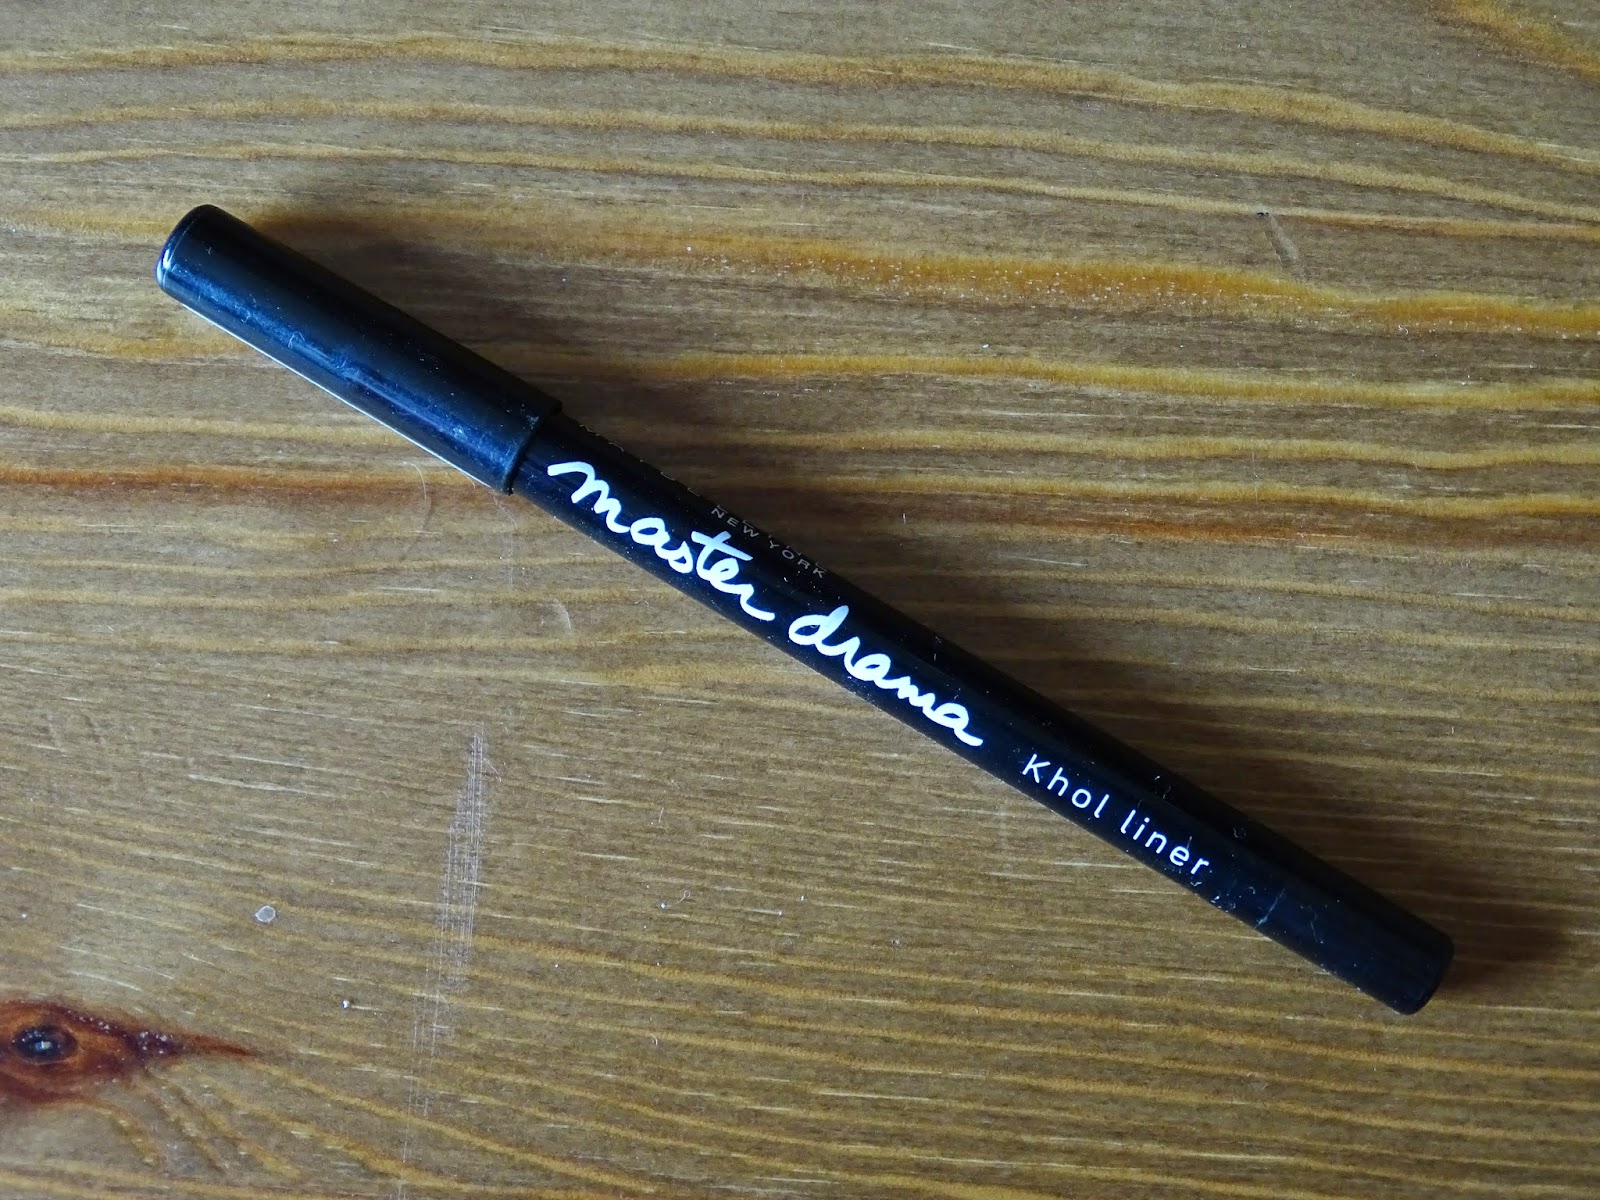 NEW YORK
master drama
Khol liner